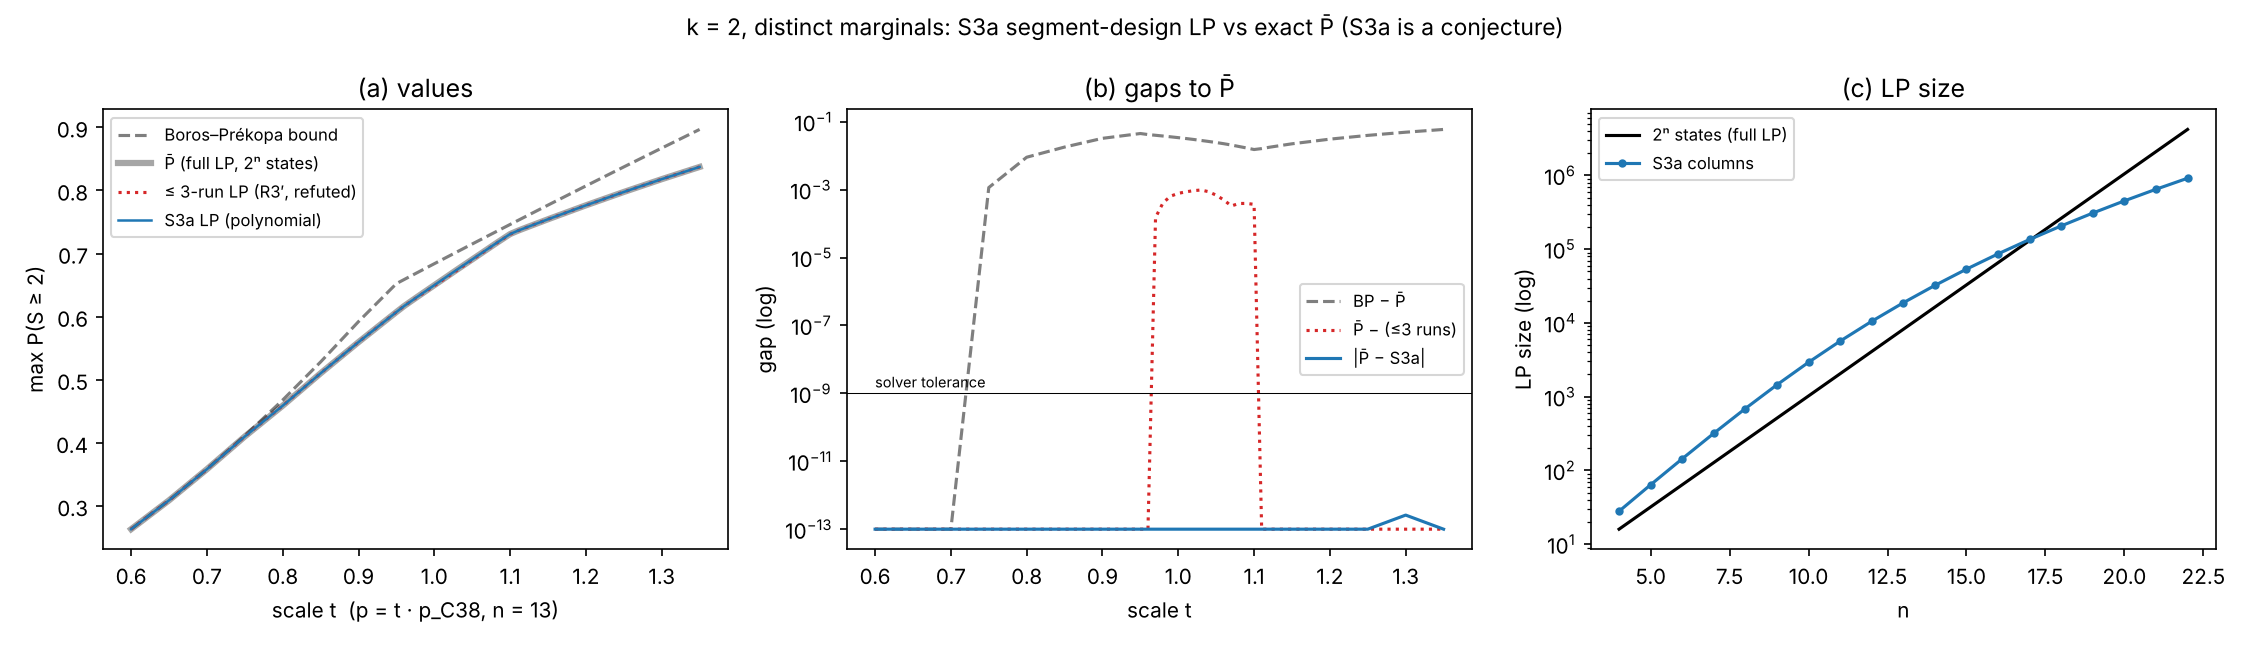 k = 2, distinct marginals: S3a segment-design LP vs exact P̄ (S3a is a conjecture)
(a) values
max P(S ≥ 2)
0.9
0.8
0.7
0.6
0.5
0.4
0.3
Boros–Prékopa bound
P̄ (full LP, 2ⁿ states)
≤ 3-run LP (R3′, refuted)
S3a LP (polynomial)
0.6 0.7 0.8 0.9 1.0 1.1 1.2 1.3
scale t (p = t · p_C38, n = 13)
(b) gaps to P̄
gap (log)
10⁻¹
10⁻³
10⁻⁵
10⁻⁷
10⁻⁹
10⁻¹¹
10⁻¹³
BP − P̄
P̄ − (≤3 runs)
|P̄ − S3a|
solver tolerance
0.6 0.7 0.8 0.9 1.0 1.1 1.2 1.3
scale t
(c) LP size
LP size (log)
10⁶
10⁵
10⁴
10³
10²
10¹
2ⁿ states (full LP)
S3a columns
5.0 7.5 10.0 12.5 15.0 17.5 20.0 22.5
n